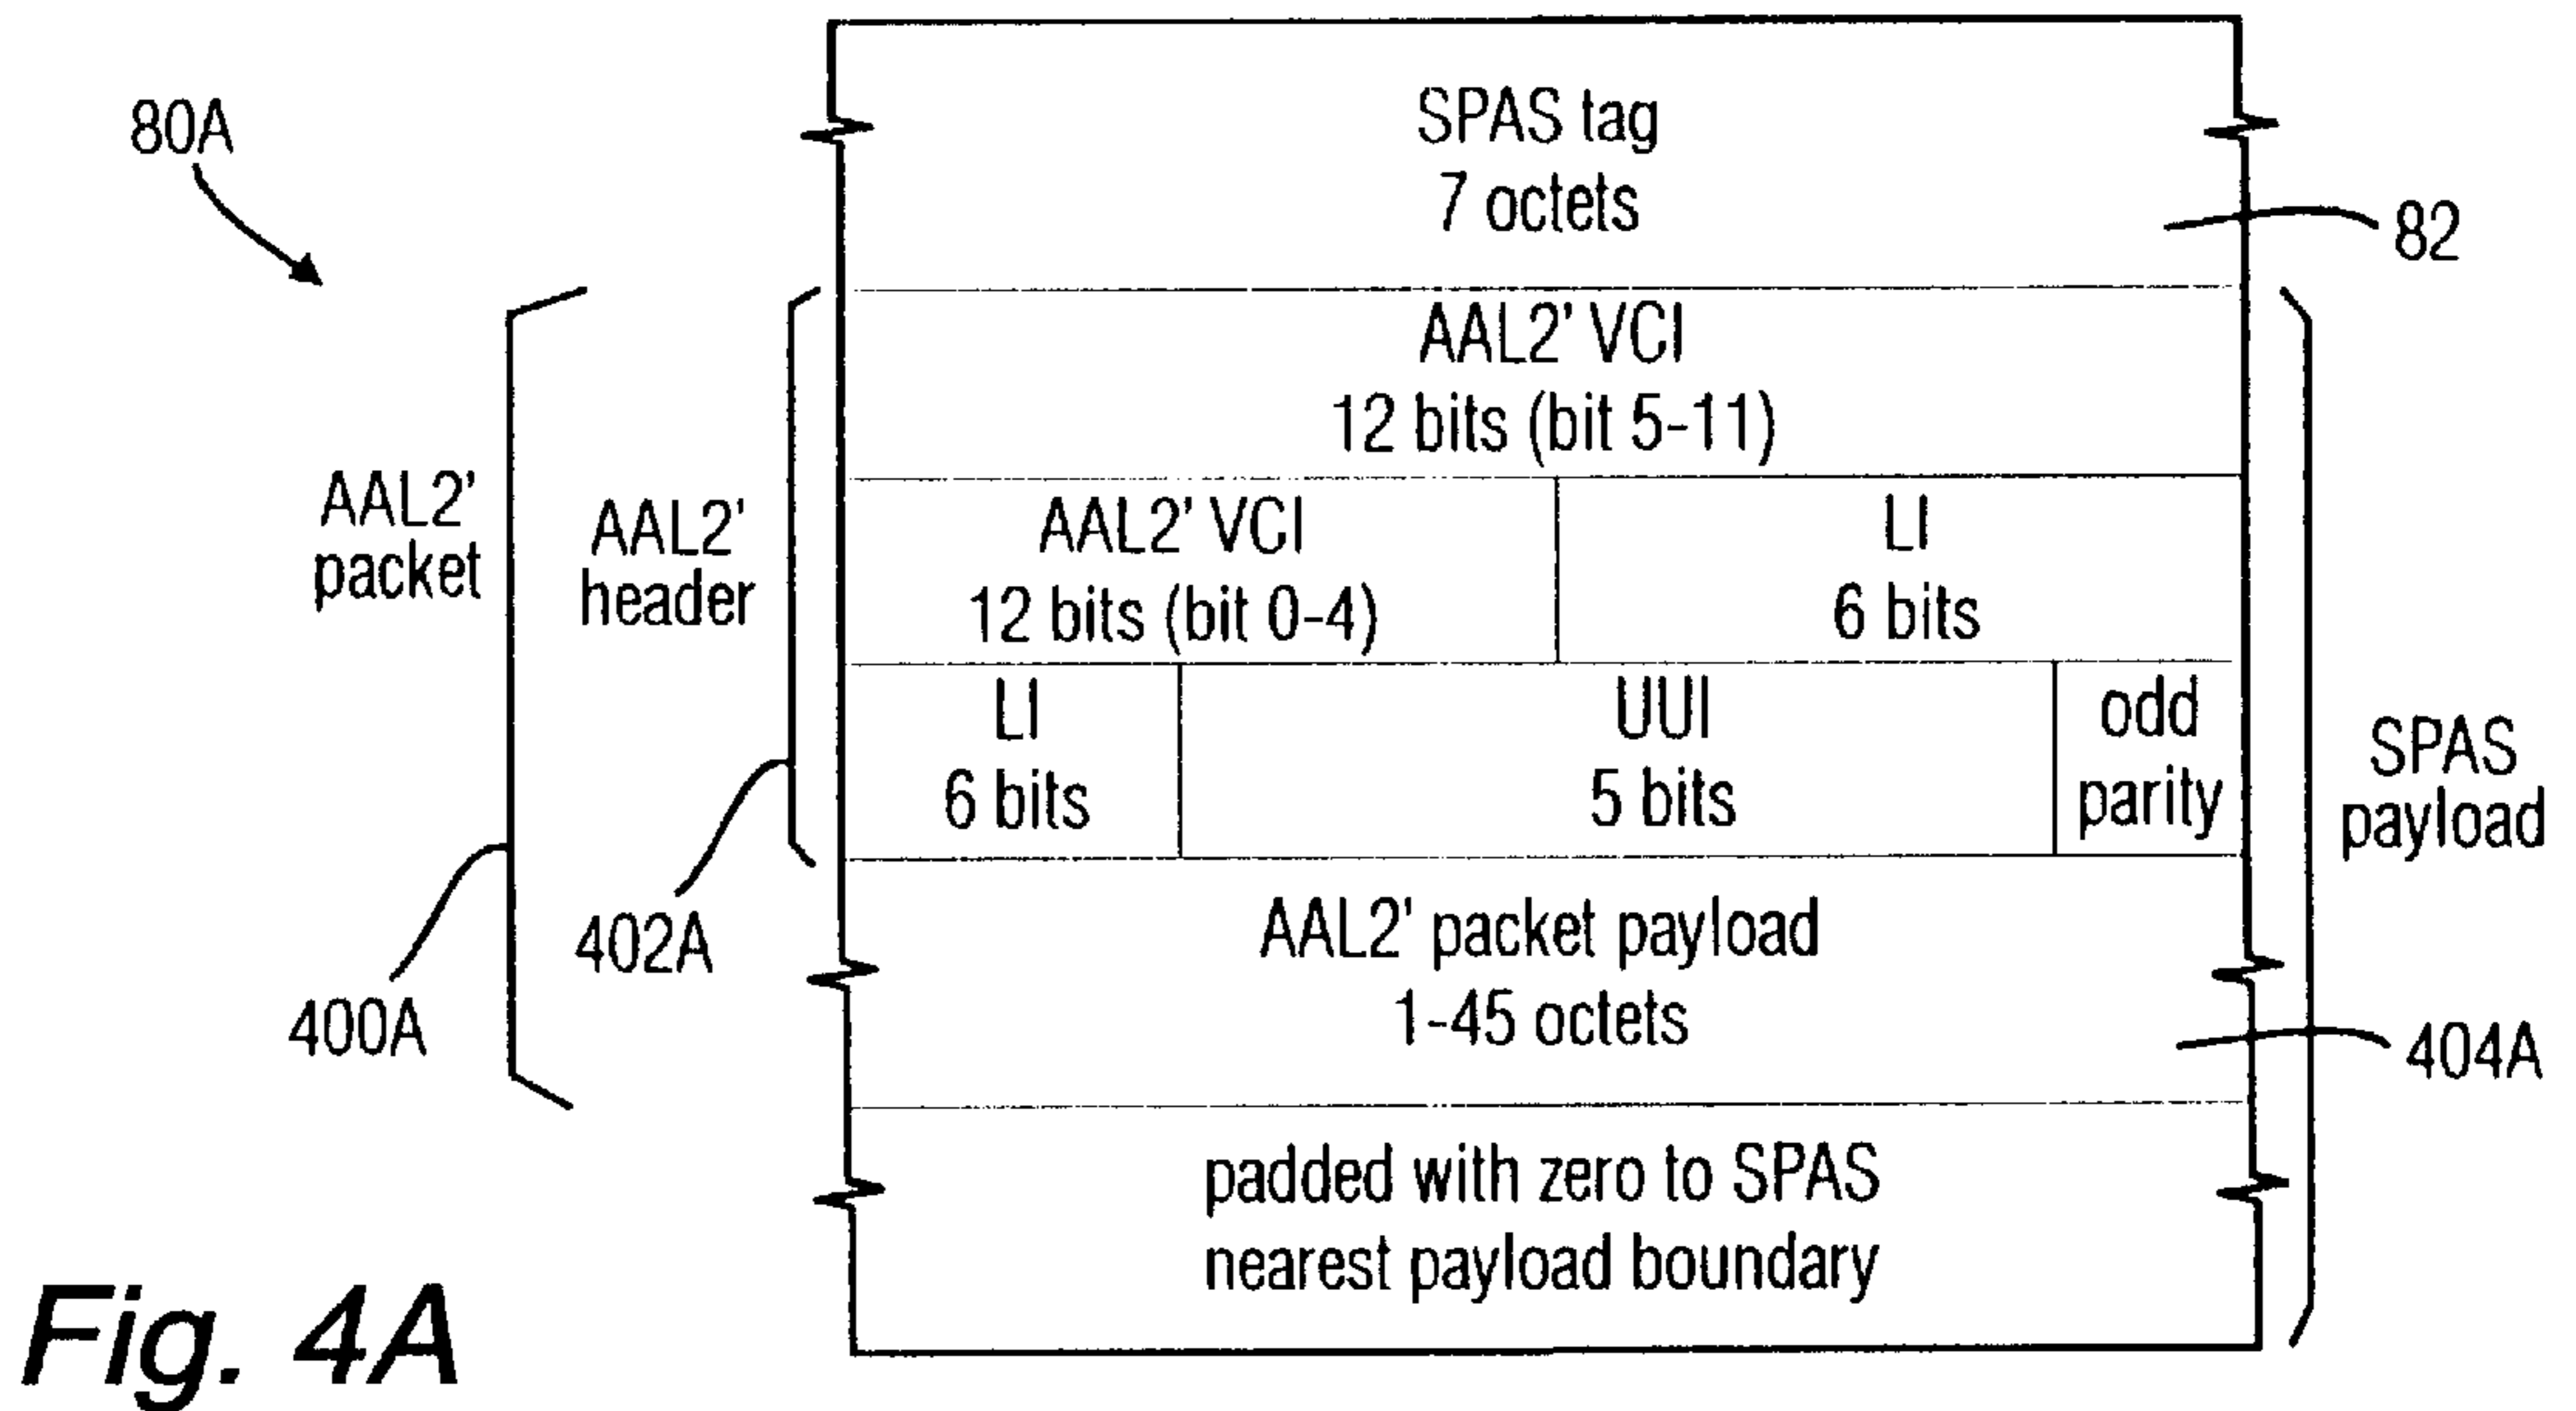 80A
SPAS tag
7 octets
82
AAL2' VCI
12 bits (bit 5-11)
AAL2'
packet
AAL2'
header
AAL2' VCI
12 bits (bit 0-4)
LI
6 bits
LI
6 bits
UUI
5 bits
odd
parity
SPAS
payload
402A
400A
AAL2' packet payload
1-45 octets
404A
padded with zero to SPAS
nearest payload boundary
Fig. 4A